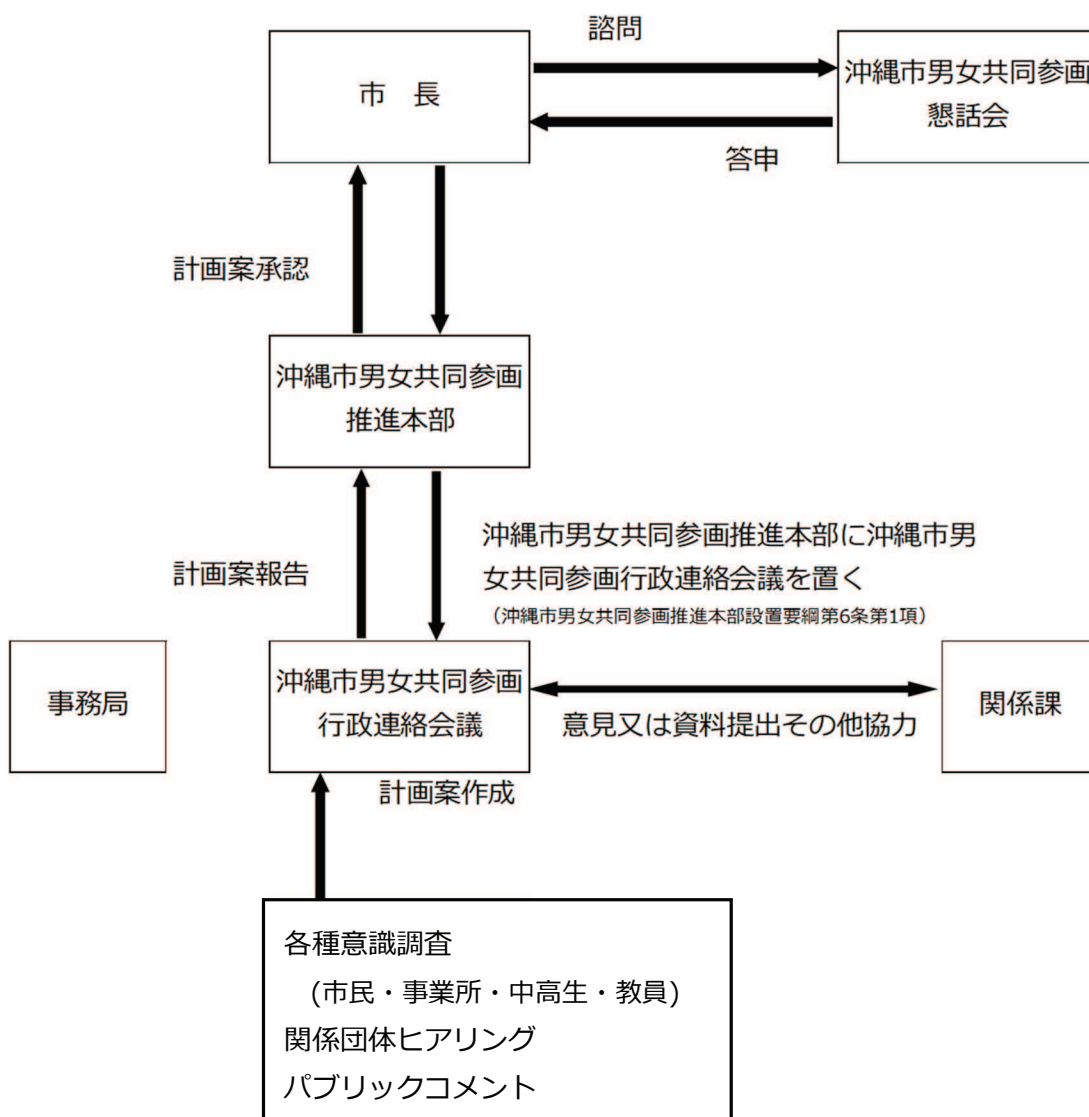 諮問
市　長
沖縄市男女共同参画
懇話会
答申
計画案承認
沖縄市男女共同参画
推進本部
計画案報告
沖縄市男女共同参画推進本部に沖縄市男
女共同参画行政連絡会議を置く
（沖縄市男女共同参画推進本部設置要綱第6条第1項）
事務局
沖縄市男女共同参画
行政連絡会議
意見又は資料提出その他協力
関係課
計画案作成
各種意識調査
(市民・事業所・中高生・教員)
関係団体ヒアリング
パブリックコメント